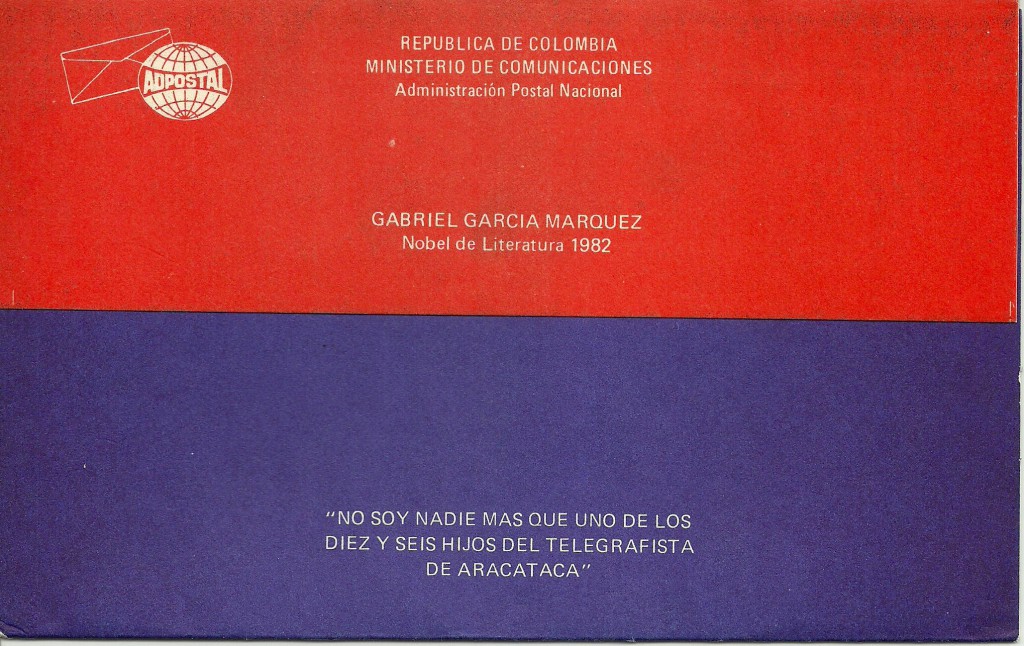 ADPOSTAL
REPUBLICA DE COLOMBIA
MINISTERIO DE COMUNICACIONES
Administración Postal Nacional
GABRIEL GARCIA MARQUEZ
Nobel de Literatura 1982
"NO SOY NADIE MAS QUE UNO DE LOS
DIEZ Y SEIS HIJOS DEL TELEGRAFISTA
DE ARACATACA"